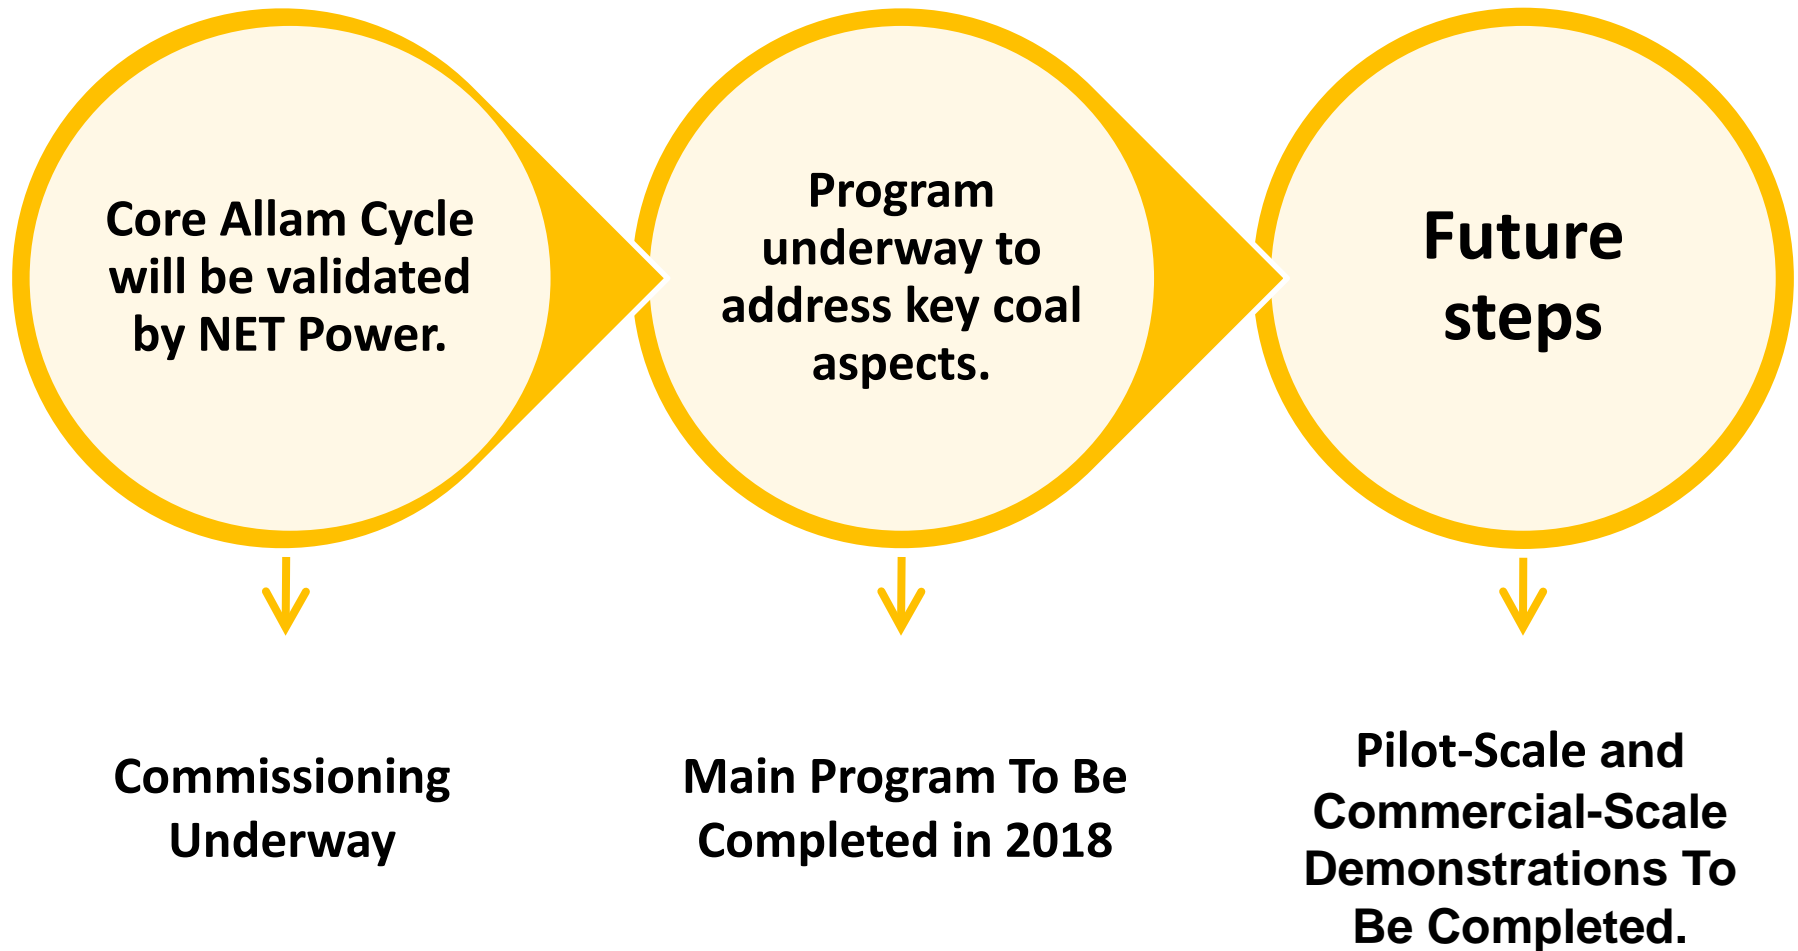 Core Allam Cycle
will be validated
by NET Power.
Program
underway to
address key coal
aspects.
Future
steps
Commissioning
Underway
Main Program To Be
Completed in 2018
Pilot-Scale and
Commercial-Scale
Demonstrations To
Be Completed.